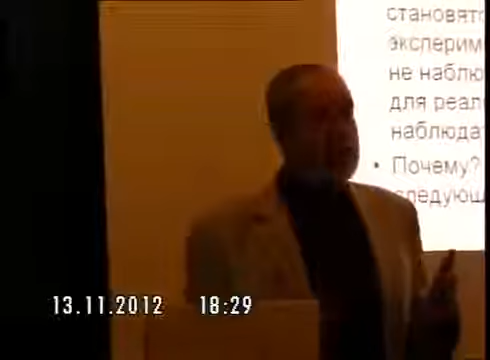 становятс
эксперим
не наблю
для реал
наблюда
• Почему?
следующ
13.11.2012 18:29